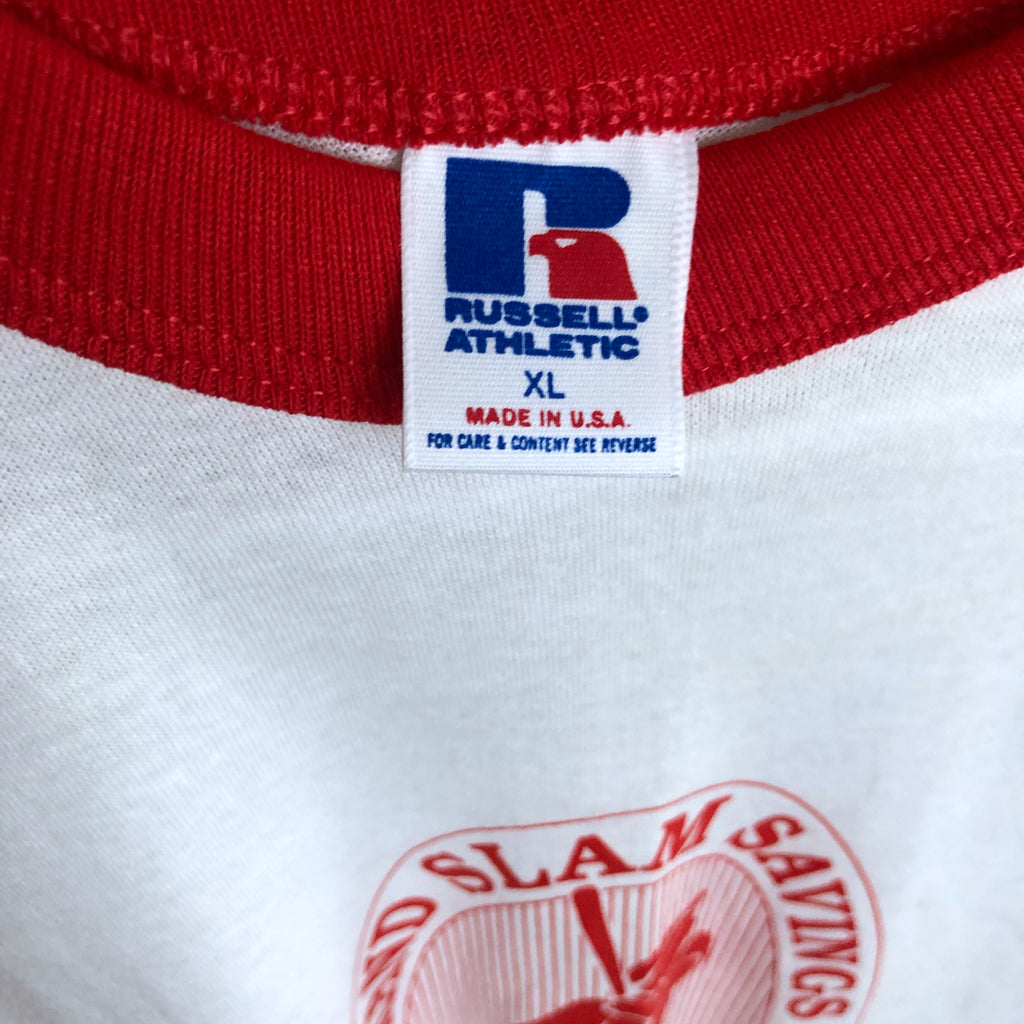 RUSSELL®
ATHLETIC
XL
MADE IN U.S.A.
FOR CARE & CONTENT SEE REVERSE
SLAM SAVINGS